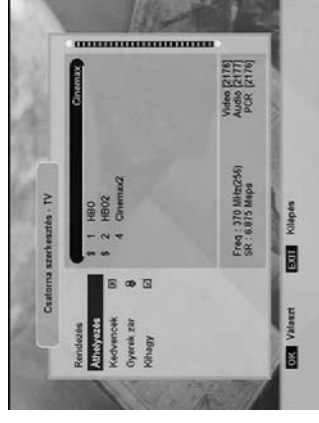 Csatorna szerkesztés - TV
Rendezés
Áthelyezés
Kedvencek
Gyerek zár
Kihagy
$ 1 HBO
$ 2 HBO2
4 Cinemax2
Cinemax
Freq : 370 MHz(256)
SR : 6.875 Msps
Video [2176]
Audio [2177]
PCR [2176]
OK Választ
EXIT Kilépés